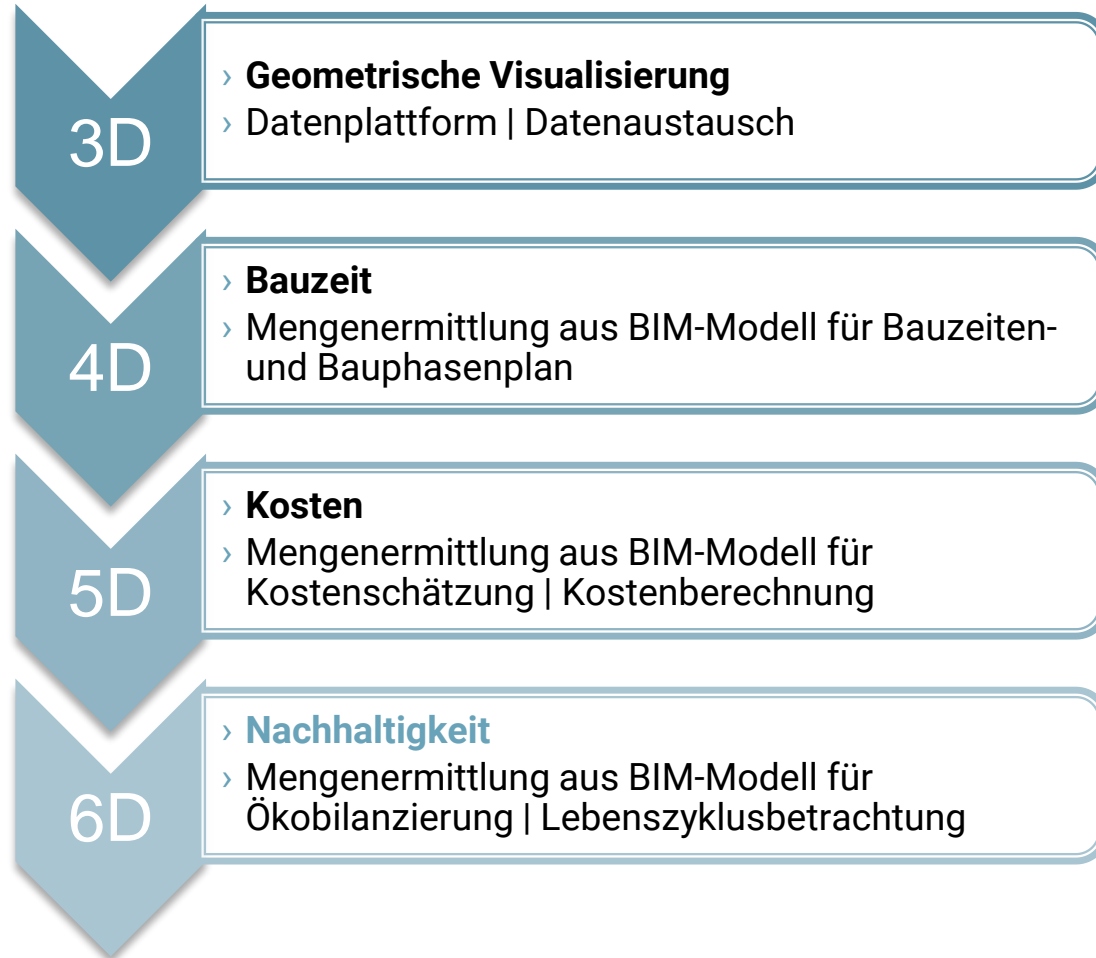 3D
› Geometrische Visualisierung
› Datenplattform | Datenaustausch
4D
› Bauzeit
› Mengenermittlung aus BIM-Modell für Bauzeiten-
und Bauphasenplan
5D
› Kosten
› Mengenermittlung aus BIM-Modell für
Kostenschätzung | Kostenberechnung
6D
› Nachhaltigkeit
› Mengenermittlung aus BIM-Modell für
Ökobilanzierung | Lebenszyklusbetrachtung